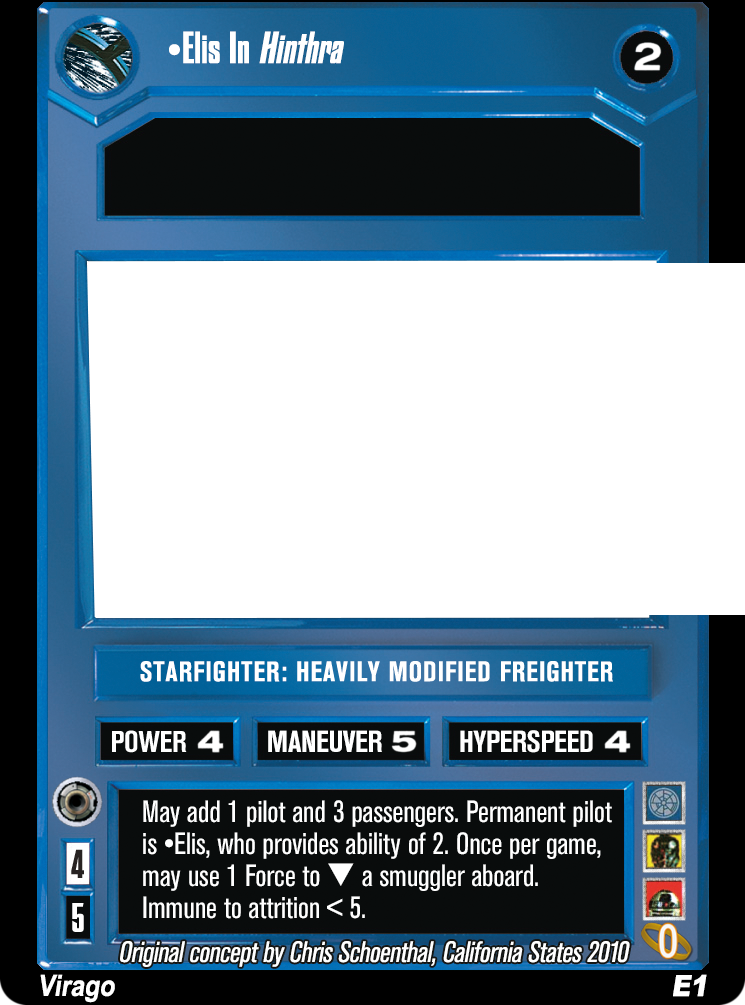 •Elis In Hinthra
2
STARFIGHTER: HEAVILY MODIFIED FREIGHTER
POWER 4 MANEUVER 5 HYPERSPEED 4
May add 1 pilot and 3 passengers. Permanent pilot
is •Elis, who provides ability of 2. Once per game,
may use 1 Force to ▼ a smuggler aboard.
Immune to attrition < 5.
4
5
0
Original concept by Chris Schoenthal, California States 2010
Virago E1